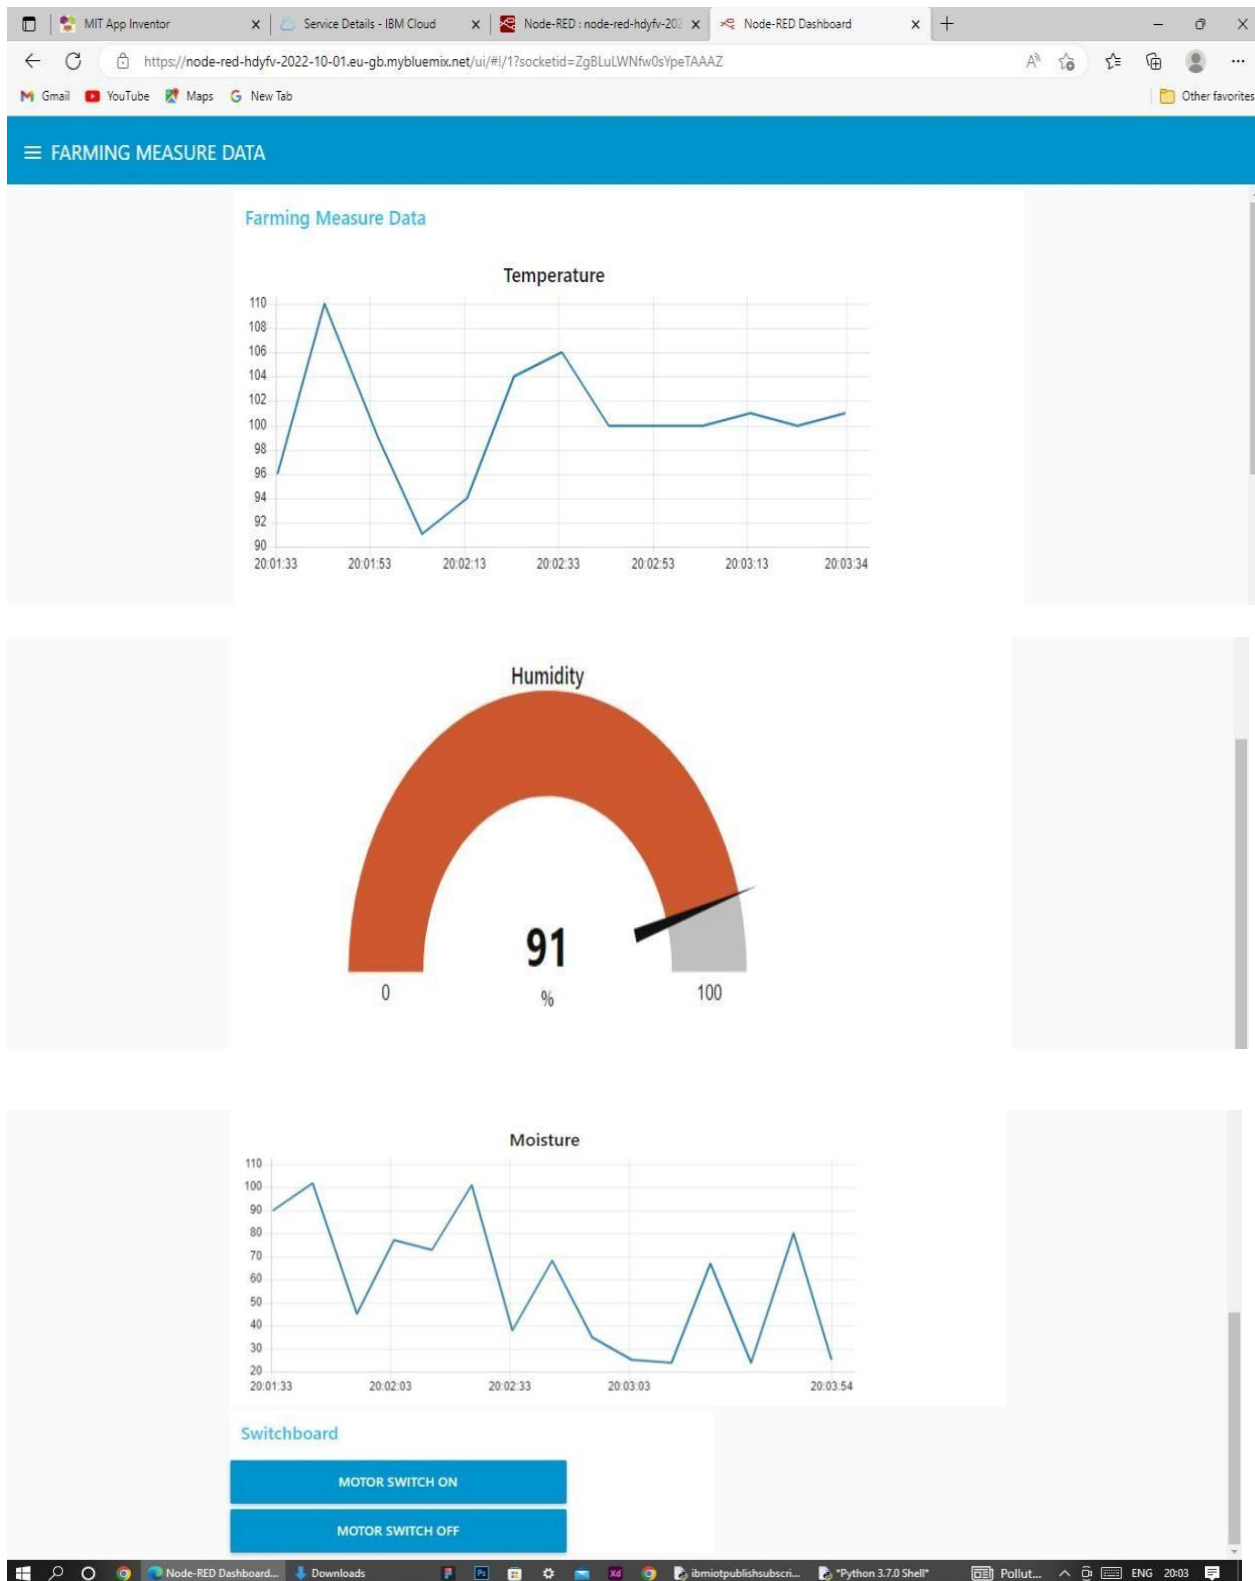 MIT App Inventor
Service Details - IBM Cloud
Node-RED : node-red-hdyfv-202
Node-RED Dashboard
https://node-red-hdyfv-2022-10-01.eu-gb.mybluemix.net/ui/#!/1?socketid=ZgBLuLWNfw0sYpeTAAAZ
Gmail YouTube Maps New Tab Other favorites
FARMING MEASURE DATA
Farming Measure Data
Temperature
110
108
106
104
102
100
98
96
94
92
90
20:01:33 20:01:53 20:02:13 20:02:33 20:02:53 20:03:13 20:03:34
Humidity
91
0 % 100
Moisture
110
100
90
80
70
60
50
40
30
20
20:01:33 20:02:03 20:02:33 20:03:03 20:03:54
Switchboard
MOTOR SWITCH ON
MOTOR SWITCH OFF
Node-RED Dashboard... Downloads Ps Xd ibmiotpublishsubscri... *Python 3.7.0 Shell* Pollut... ENG 20:03